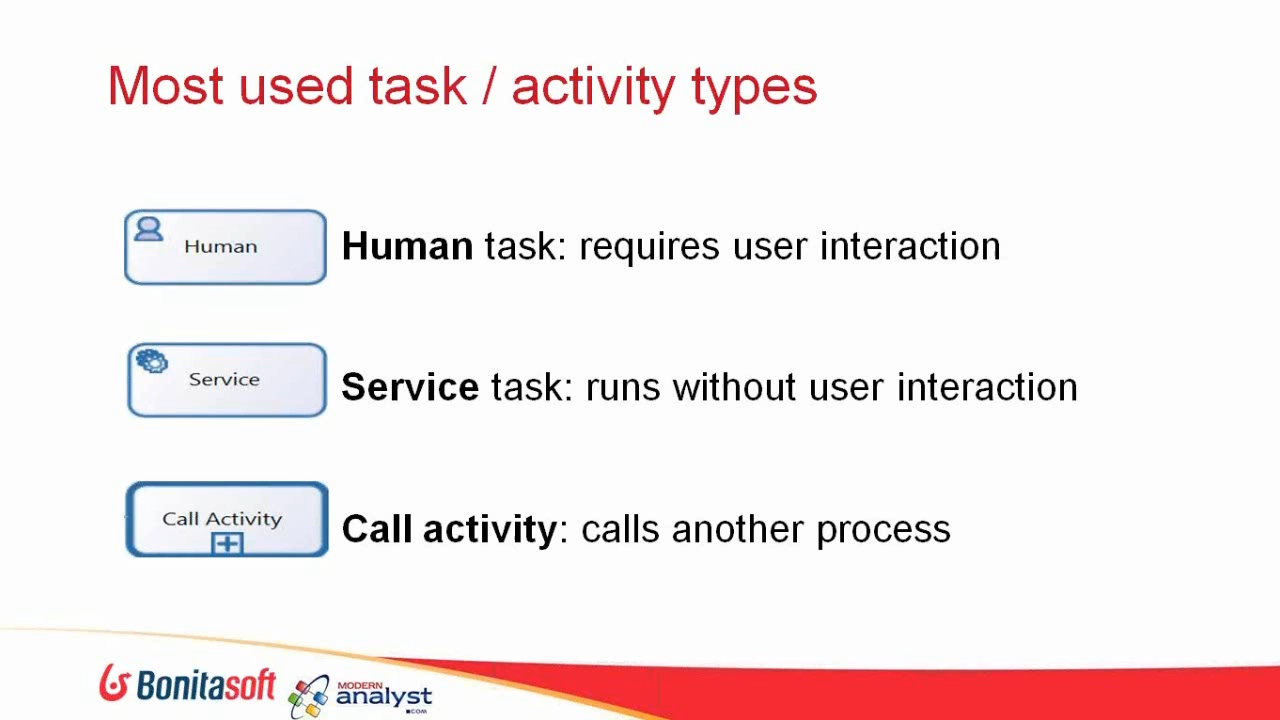 Most used task / activity types
Human
Human task: requires user interaction
Service
Service task: runs without user interaction
Call Activity
Call activity: calls another process
Bonitasoft
MODERN
analyst
.COM